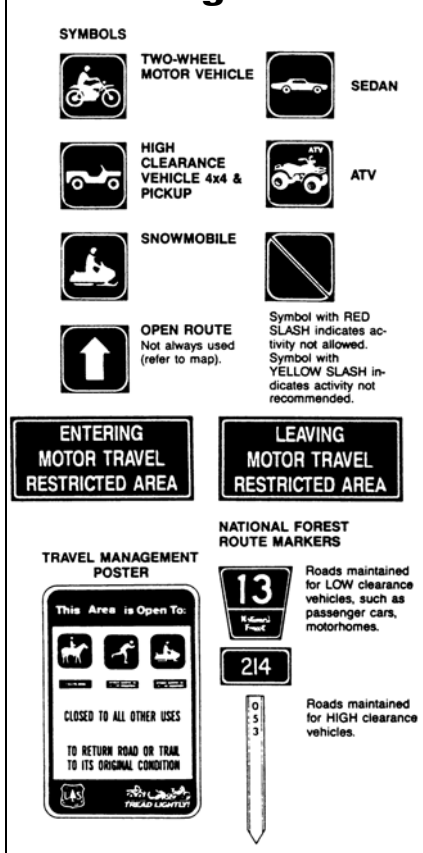 SYMBOLS
TWO-WHEEL
MOTOR VEHICLE
SEDAN
HIGH
CLEARANCE
VEHICLE 4x4 &
PICKUP
ATV
ATV
SNOWMOBILE
OPEN ROUTE
Not always used
(refer to map).
Symbol with RED
SLASH indicates ac-
tivity not allowed.
Symbol with
YELLOW SLASH in-
dicates activity not
recommended.
ENTERING
MOTOR TRAVEL
RESTRICTED AREA
LEAVING
MOTOR TRAVEL
RESTRICTED AREA
TRAVEL MANAGEMENT
POSTER
This Area is Open To:
CLOSED TO ALL OTHER USES
TO RETURN ROAD OR TRAIL
TO ITS ORIGINAL CONDITION
U S
TREAD LIGHTLY!
NATIONAL FOREST
ROUTE MARKERS
13
National
Forest
Roads maintained
for LOW clearance
vehicles, such as
passenger cars,
motorhomes.
214
0
5
3
Roads maintained
for HIGH clearance
vehicles.